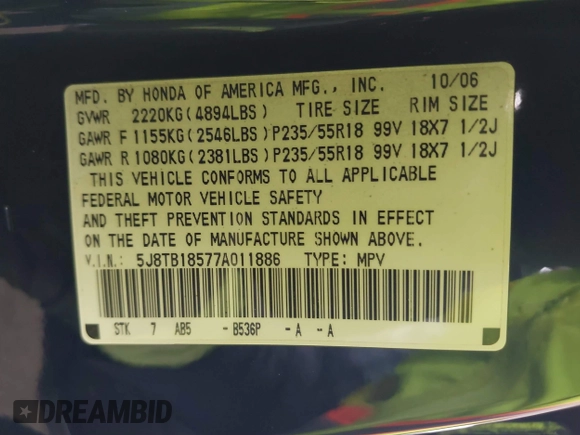 MFD. BY HONDA OF AMERICA MFG., INC. 10/06
GVWR 2220KG(4894LBS) TIRE SIZE RIM SIZE
GAWR F 1155KG(2546LBS) P235/55R18 99V 18X7 1/2J
GAWR R 1080KG(2381LBS) P235/55R18 99V 18X7 1/2J
THIS VEHICLE CONFORMS TO ALL APPLICABLE
FEDERAL MOTOR VEHICLE SAFETY
AND THEFT PREVENTION STANDARDS IN EFFECT
ON THE DATE OF MANUFACTURE SHOWN ABOVE.
V.I.N.: 5J8TB18577A011886 TYPE: MPV
STK 7 AB5 -B536P -A -A
DREAMBID